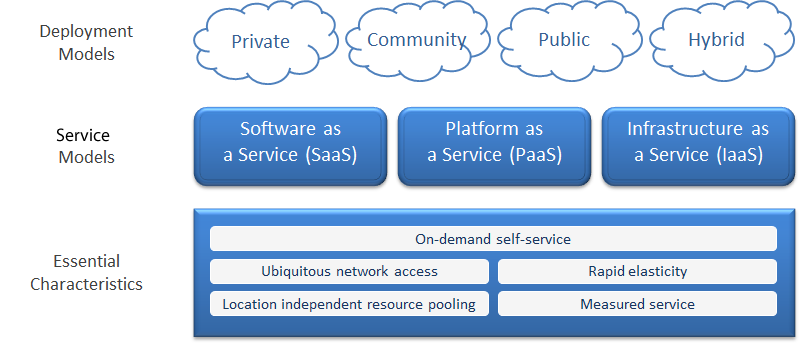 Deployment
Models
Private
Community
Public
Hybrid
Service
Models
Software as
a Service (SaaS)
Platform as
a Service (PaaS)
Infrastructure as
a Service (IaaS)
Essential
Characteristics
On-demand self-service
Ubiquitous network access
Rapid elasticity
Location independent resource pooling
Measured service